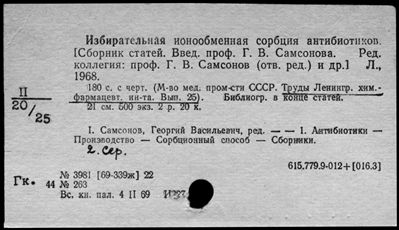 Избирательная ионообменная сорбция антибиотиков.
[Сборник статей. Введ. проф. Г. В. Самсонова. Ред.
коллегия: проф. Г. В. Самсонов (отв. ред.) и др.] Л.,
1968.
II
20/25
180 с. с черт. (М-во мед. пром-сти СССР. Труды Ленингр. хим.-
фармацевт. ин-та. Вып. 25). Библиогр. в конце статей.
21 см. 500 экз. 2 р. 20 к.
I. Самсонов, Георгий Васильевич, ред. — — 1. Антибиотики —
Производство — Сорбционный способ — Сборники.
2. сер.
615.779.9-012+[016.3]
Гк. № 3981 [69-339ж] 22
44 № 263
Вс. кн. пал. 4 II 69